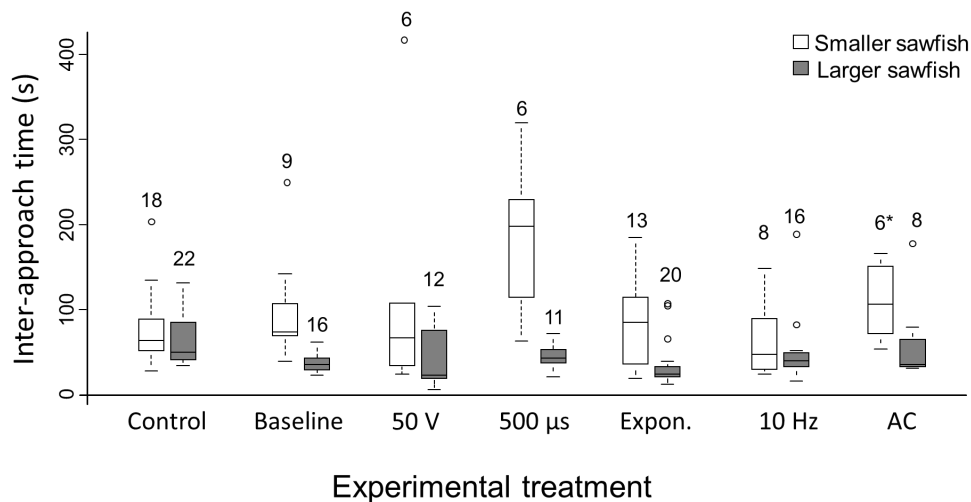 6
Smaller sawfish
Larger sawfish
400
300
200
100
0
Inter-approach time (s)
18
22
9
16
12
6
11
13
20
8
16
6*
8
Control
Baseline
50 V
500 µs
Expon.
10 Hz
AC
Experimental treatment